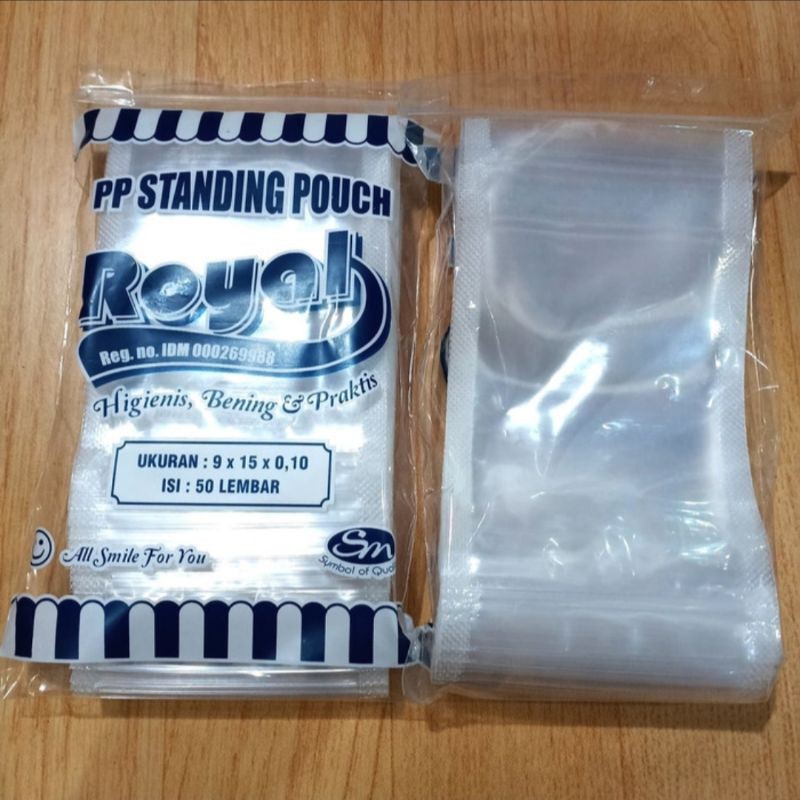 PP STANDING POUCH
Royal
Reg. no. IDM 000269988
Higienis, Bening & Praktis
UKURAN : 9 x 15 x 0,10
ISI : 50 LEMBAR
All Smile For You
Sm
Symbol of